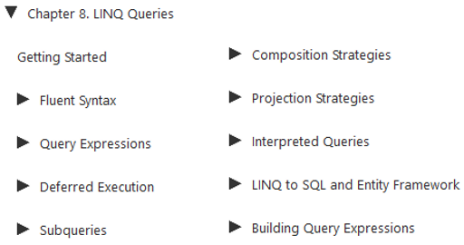 Chapter 8. LINQ Queries
Getting Started
Fluent Syntax
Query Expressions
Deferred Execution
Subqueries
Composition Strategies
Projection Strategies
Interpreted Queries
LINQ to SQL and Entity Framework
Building Query Expressions